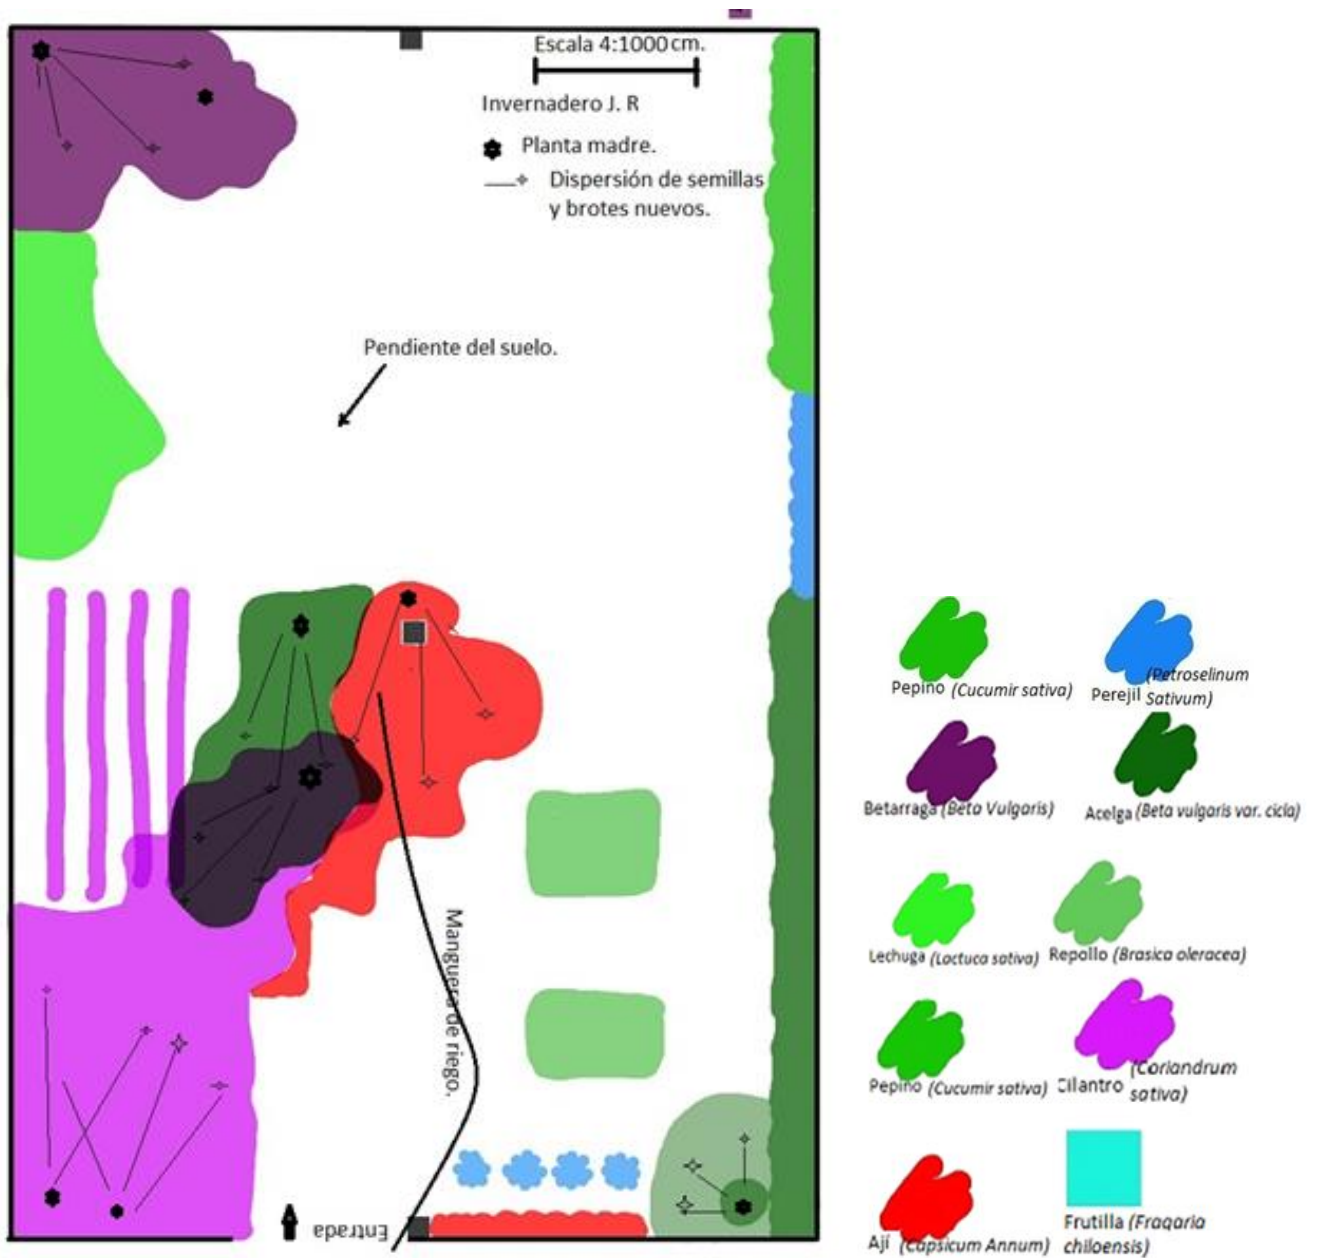 Escala 4:1000 cm.
Invernadero J. R
Planta madre.
Dispersión de semillas
y brotes nuevos.
Pendiente del suelo.
Manguera de riego.
Entrada
Pepino (Cucumir sativa)
Perejil (Petroselinum
Sativum)
Betarraga (Beta Vulgaris)
Acelga (Beta vulgaris var. cicla)
Lechuga (Lactuca sativa)
Repollo (Brasica oleracea)
Pepino (Cucumir sativa)
Cilantro (Coriandrum
sativa)
Ají (Capsicum Annum)
Frutilla (Fragaria
chiloensis)